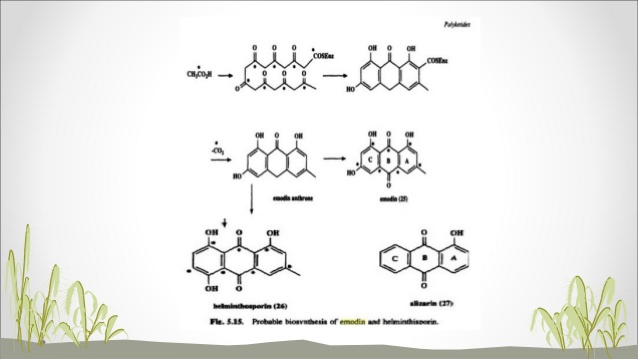 Polyketides
OH O OH
O O O COSEnz COSEnz
CH₃CO₂H
O O O O HO
OH O OH OH O OH
-CO₂ C B A
HO HO O
emodin anthrone emodin (25)
OH O OH O OH
C B A
OH O O
helminthosporin (26) alizarin (27)
Fig. 5.15. Probable biosynthesis of emodin and helminthisporin.